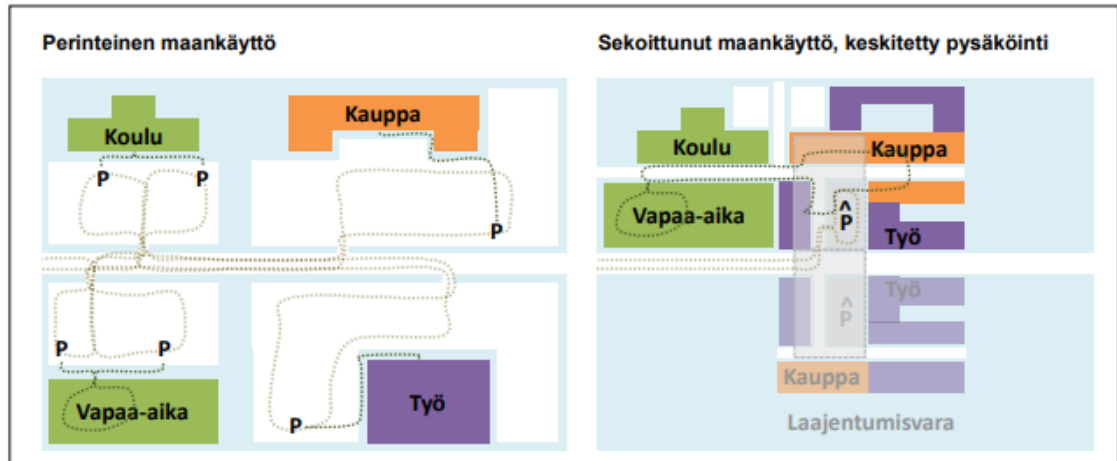 Perinteinen maankäyttö
Koulu
Kauppa
P
P
P
P
P
Vapaa-aika
Työ
P
Sekoittunut maankäyttö, keskitetty pysäköinti
Koulu
Kauppa
Vapaa-aika
P̂
Työ
Työ
P̂
Kauppa
Laajentumisvara